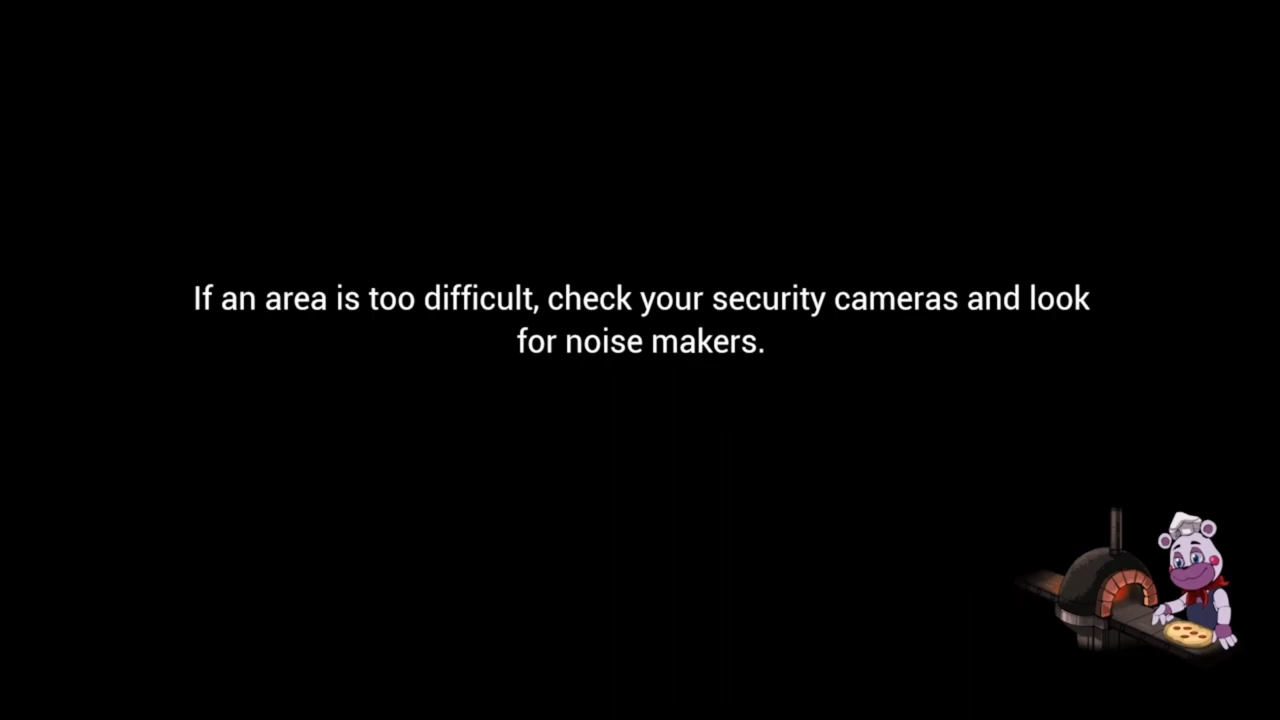 If an area is too difficult, check your security cameras and look
for noise makers.